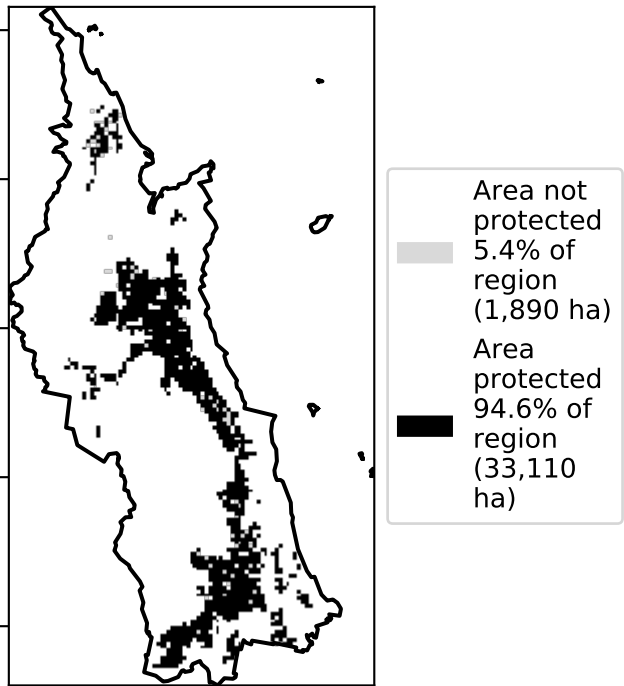 Area not
protected
5.4% of
region
(1,890 ha)
Area
protected
94.6% of
region
(33,110
ha)